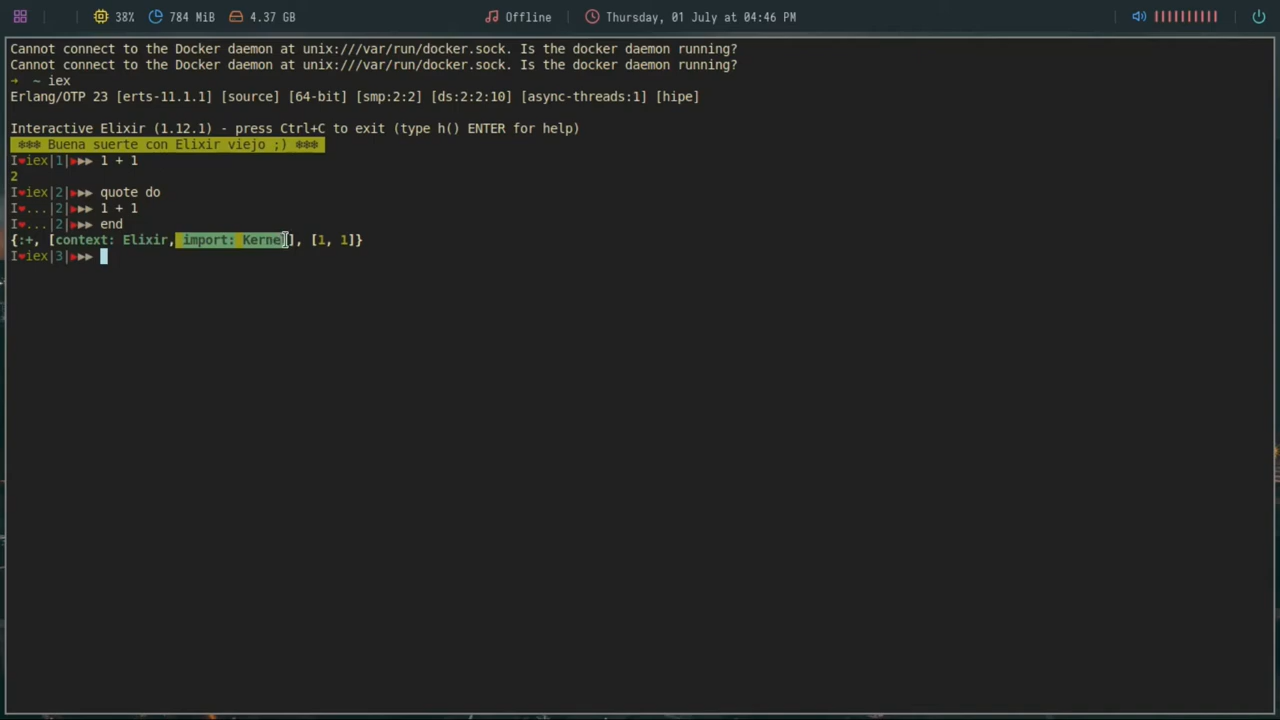 38% 784 MiB 4.37 GB Offline Thursday, 01 July at 04:46 PM
Cannot connect to the Docker daemon at unix:///var/run/docker.sock. Is the docker daemon running?
Cannot connect to the Docker daemon at unix:///var/run/docker.sock. Is the docker daemon running?
→ ~ iex
Erlang/OTP 23 [erts-11.1.1] [source] [64-bit] [smp:2:2] [ds:2:2:10] [async-threads:1] [hipe]
Interactive Elixir (1.12.1) - press Ctrl+C to exit (type h() ENTER for help)
❄❄❄ Buena suerte con Elixir viejo ;) ❄❄❄
I♥iex|1|▶▶▶ 1 + 1
2
I♥iex|2|▶▶▶ quote do
I♥...|2|▶▶▶ 1 + 1
I♥...|2|▶▶▶ end
{:+, [context: Elixir, import: Kernel], [1, 1]}
I♥iex|3|▶▶▶